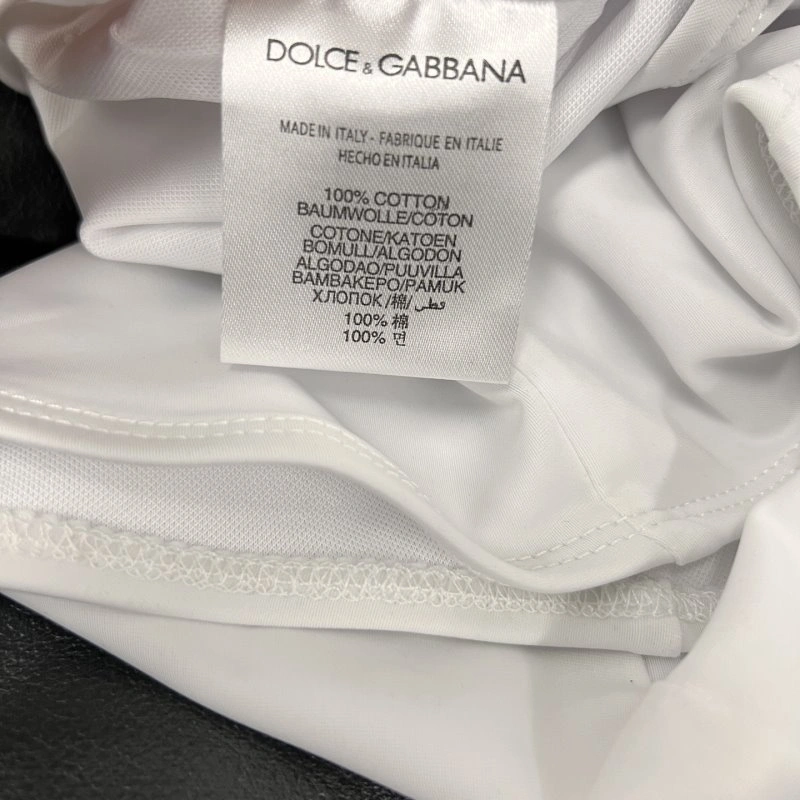 DOLCE & GABBANA
MADE IN ITALY - FABRIQUE EN ITALIE
HECHO EN ITALIA
100% COTTON
BAUMWOLLE/COTON
COTONE/KATOEN
BOMULL/ALGODON
ALGODAO/PUUVILLA
BAMBAKEPO/PAMUK
ХЛОПОК /棉/ قطن
100% 棉
100% 면